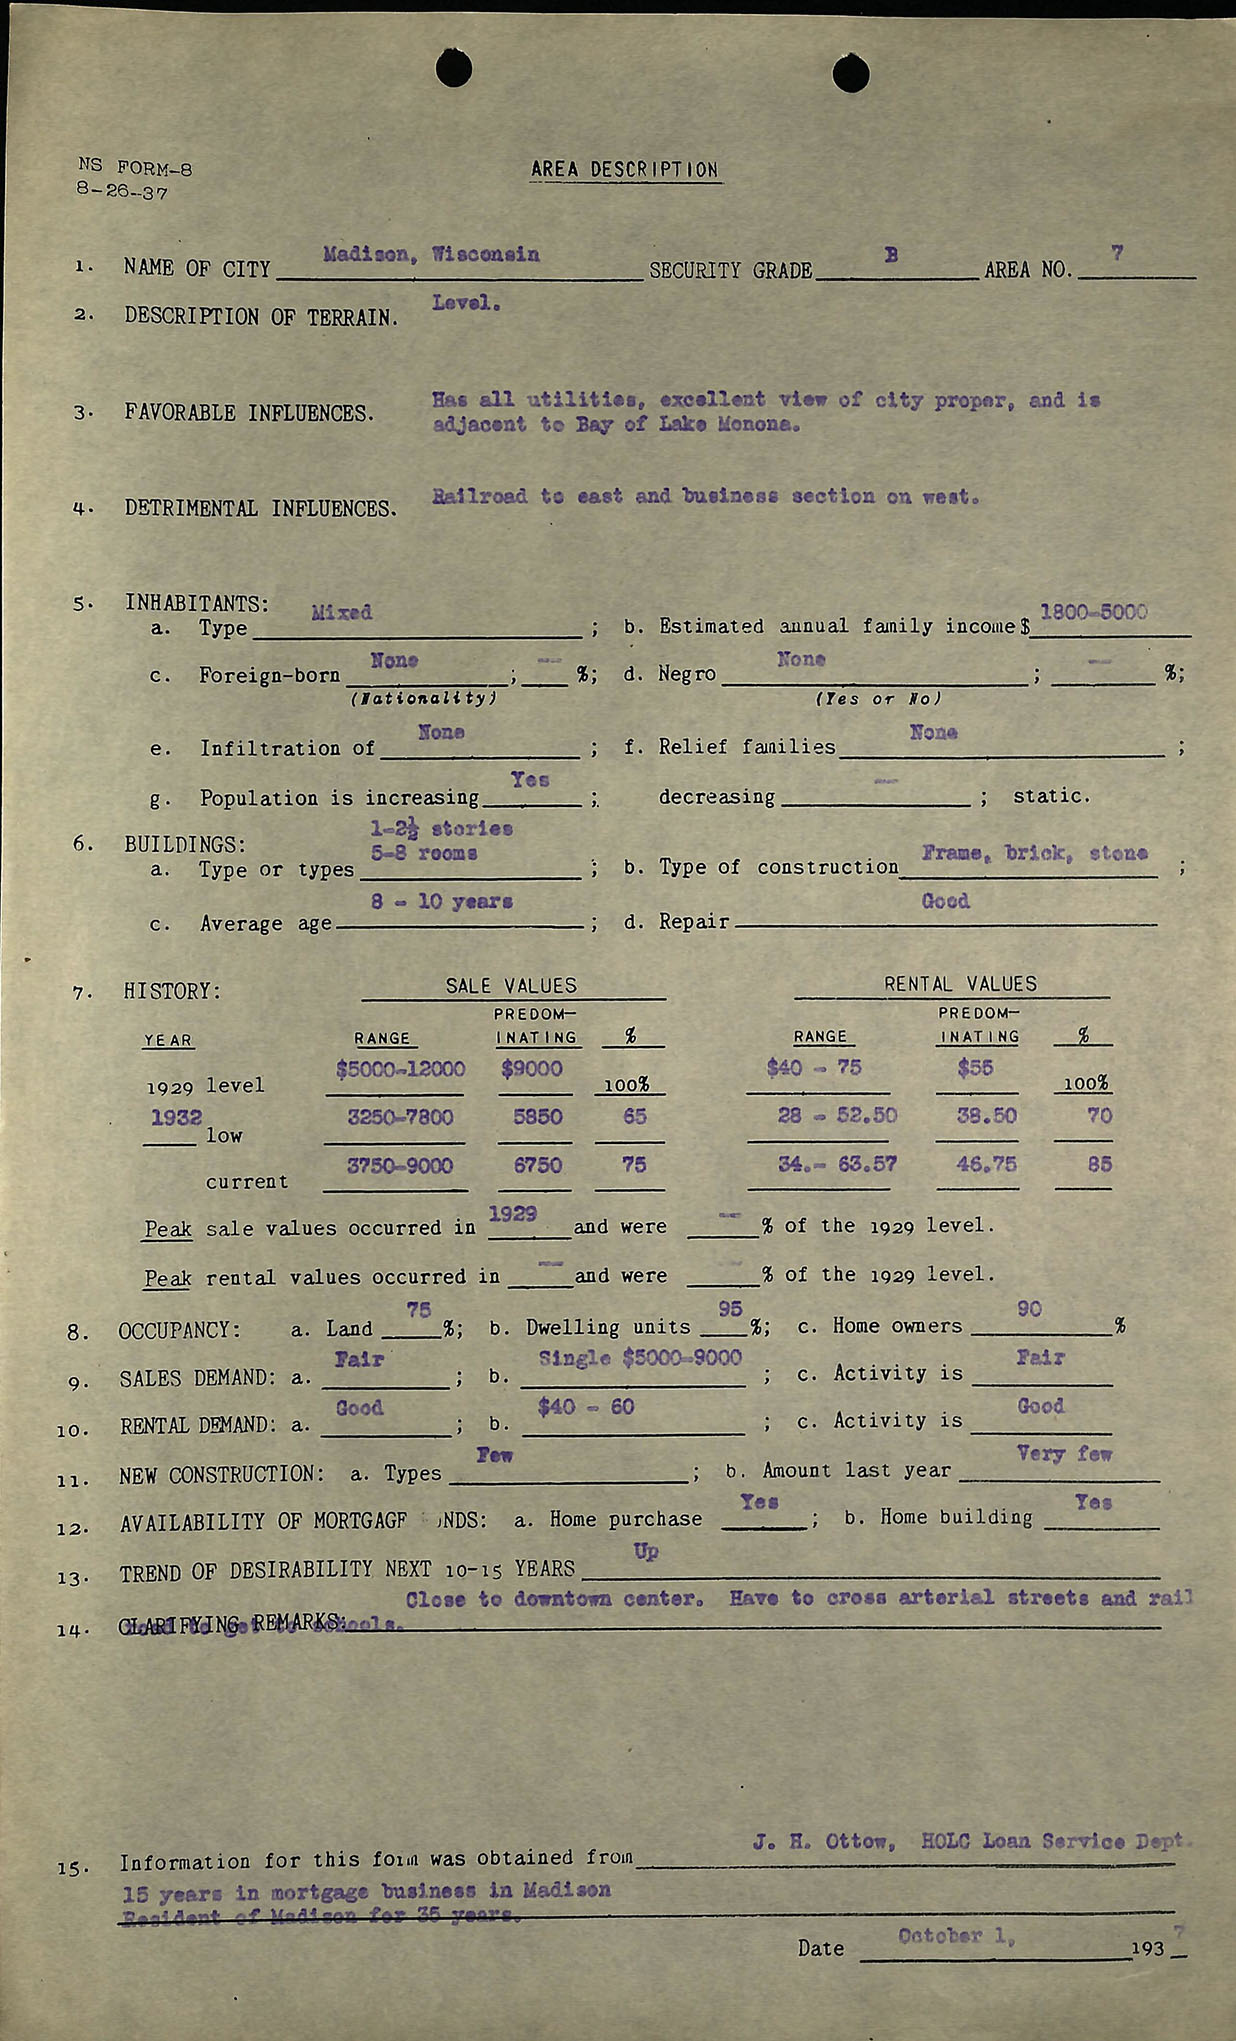 NS FORM-8
8-26-37
AREA DESCRIPTION
1. NAME OF CITY Madison, Wisconsin SECURITY GRADE B AREA NO. 7
2. DESCRIPTION OF TERRAIN. Level.
3. FAVORABLE INFLUENCES. Has all utilities, excellent view of city proper, and is
adjacent to Bay of Lake Monona.
4. DETRIMENTAL INFLUENCES. Railroad to east and business section on west.
5. INHABITANTS:
a. Type Mixed ; b. Estimated annual family income $ 1800-5000
c. Foreign-born None ; — %; d. Negro None ; — %;
(Nationality) (Yes or No)
e. Infiltration of None ; f. Relief families None ;
g. Population is increasing Yes ; decreasing — ; static.
6. BUILDINGS: 1-2½ stories
a. Type or types 5-8 rooms ; b. Type of construction Frame, brick, stone ;
c. Average age 8 - 10 years ; d. Repair Good
7. HISTORY: SALE VALUES RENTAL VALUES
PREDOM- PREDOM-
YEAR RANGE INATING % RANGE INATING %
1929 level $5000-12000 $9000 100% $40 - 75 $55 100%
1932 low 3250-7800 5850 65 28 - 52.50 38.50 70
current 3750-9000 6750 75 34.- 63.57 46.75 85
Peak sale values occurred in 1929 and were — % of the 1929 level.
Peak rental values occurred in — and were % of the 1929 level.
8. OCCUPANCY: a. Land 75 %; b. Dwelling units 95 %; c. Home owners 90 %
9. SALES DEMAND: a. Fair ; b. Single $5000-9000 ; c. Activity is Fair
10. RENTAL DEMAND: a. Good ; b. $40 - 60 ; c. Activity is Good
11. NEW CONSTRUCTION: a. Types Few ; b. Amount last year Very few
12. AVAILABILITY OF MORTGAGE NDS: a. Home purchase Yes ; b. Home building Yes
13. TREND OF DESIRABILITY NEXT 10-15 YEARS Up
Close to downtown center. Have to cross arterial streets and rail
14. CLARIFYING REMARKS: road to get to schools.
15. Information for this form was obtained from J. H. Ottow, HOLC Loan Service Dept.
15 years in mortgage business in Madison
Resident of Madison for 35 years.
Date October 1, 1937